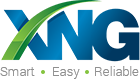 XNG
Smart • Easy • Reliable